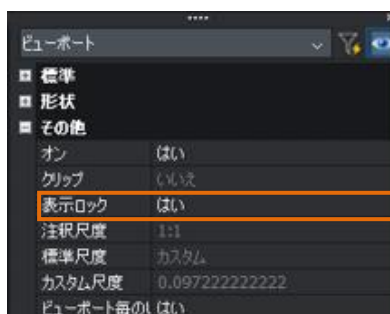 ビューポート
標準
形状
その他
オン はい
クリップ いいえ
表示ロック はい
注釈尺度 1:1
標準尺度 カスタム
カスタム尺度 0.097222222222
ビューポート毎の はい